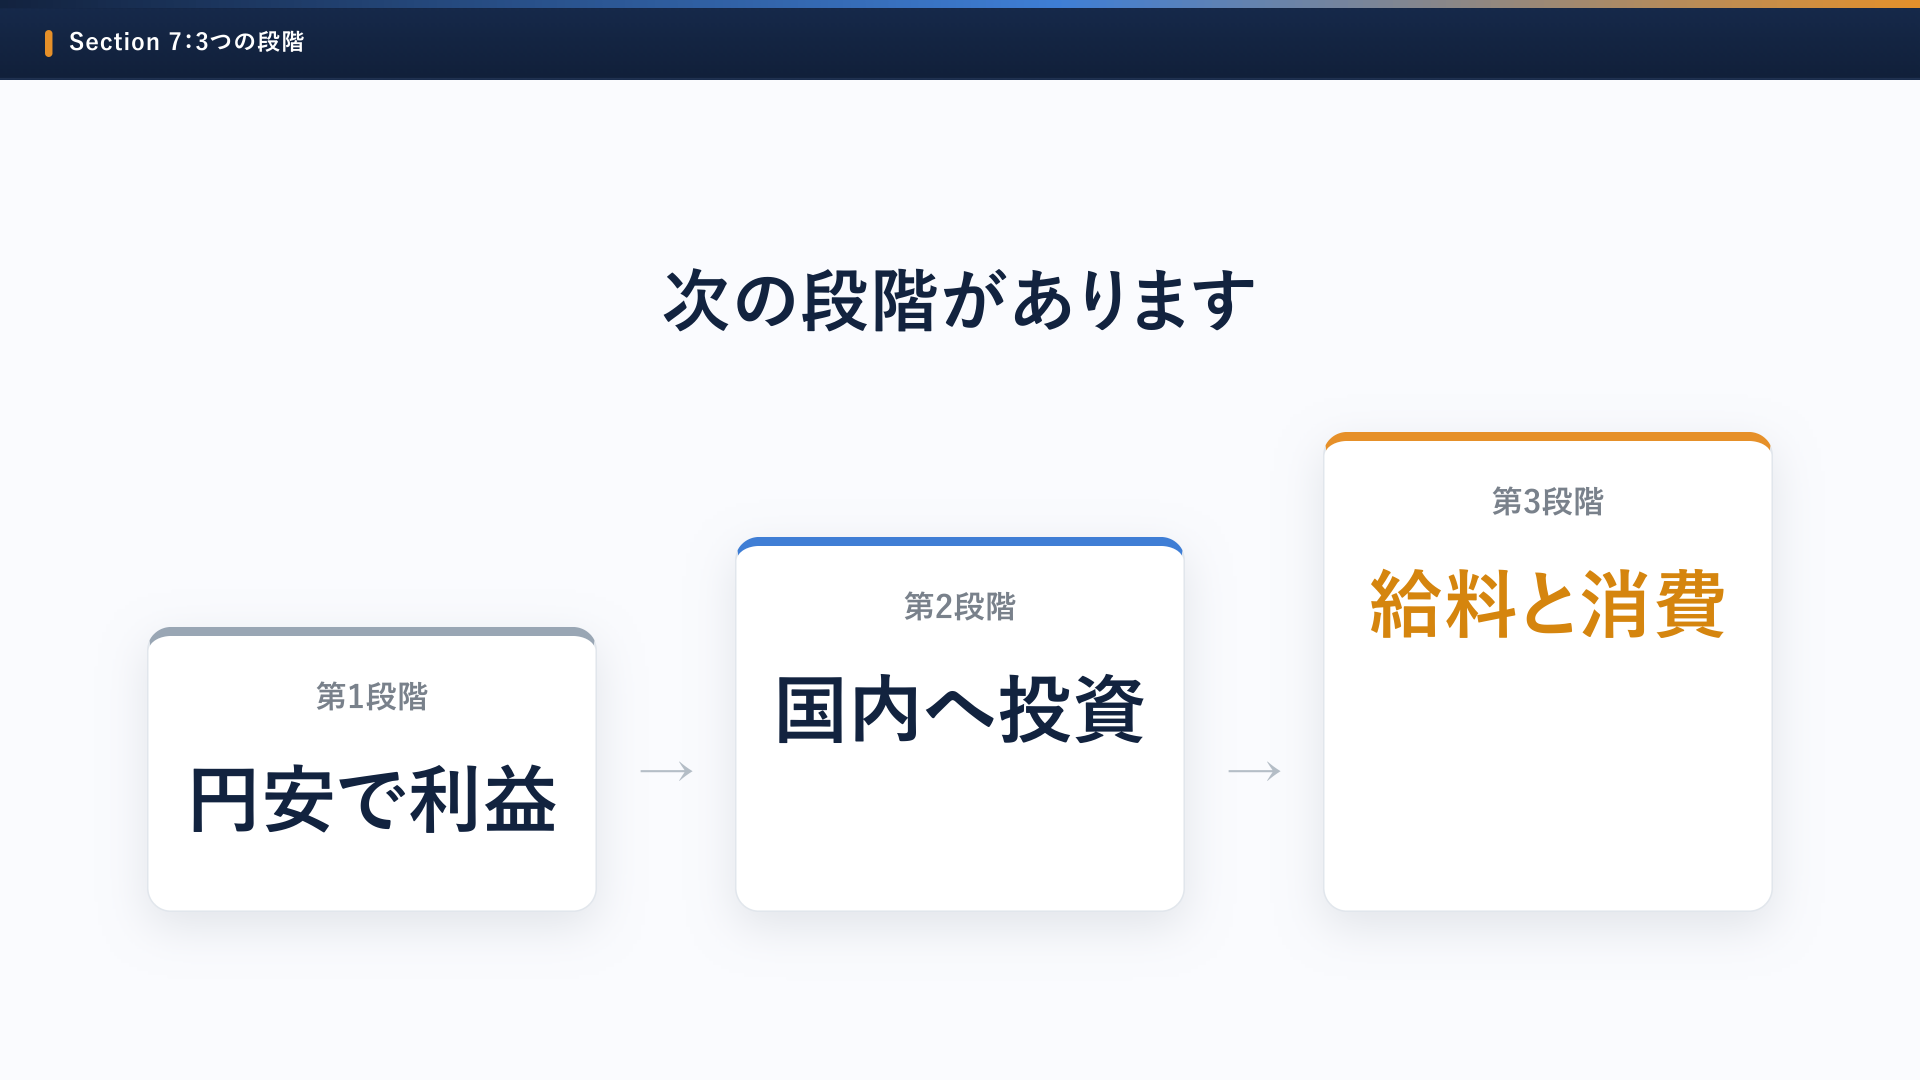 Section 7：3つの段階
次の段階があります
第1段階
円安で利益
→
第2段階
国内へ投資
→
第3段階
給料と消費